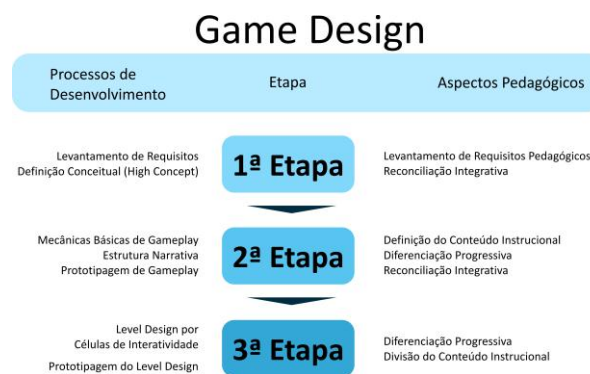 Game Design
Processos de
Desenvolvimento
Etapa
Aspectos Pedagógicos
Levantamento de Requisitos
Definição Conceitual (High Concept)
1ª Etapa
Levantamento de Requisitos Pedagógicos
Reconciliação Integrativa
Mecânicas Básicas de Gameplay
Estrutura Narrativa
Prototipagem de Gameplay
2ª Etapa
Definição do Conteúdo Instrucional
Diferenciação Progressiva
Reconciliação Integrativa
Level Design por
Células de Interatividade
Prototipagem do Level Design
3ª Etapa
Diferenciação Progressiva
Divisão do Conteúdo Instrucional